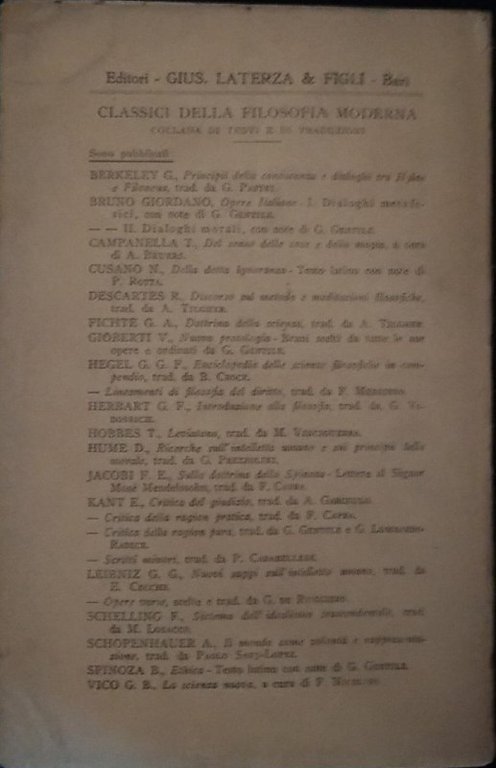 Editori - GIUS. LATERZA & FIGLI - Bari
CLASSICI DELLA FILOSOFIA MODERNA
COLLANA DI TESTI E DI TRADUZIONI
Sono pubblicati:
BERKELEY G., Principii della conoscenza e dialoghi tra Hylas
e Filonous, trad. da G. PAPINI.
BRUNO GIORDANO, Opere italiane - I. Dialoghi metafi-
sici, con note di G. GENTILE.
— — II. Dialoghi morali, con note di G. GENTILE.
CAMPANELLA T., Del senso delle cose e della magia, a cura
di A. BRUERS.
CUSANO N., Della dotta ignoranza - Testo latino con note di
P. ROTTA.
DESCARTES R., Discorso sul metodo e meditazioni filosofiche,
trad. da A. TILGHER.
FICHTE G. A., Dottrina della scienza, trad. da A. TILGHER.
GIOBERTI V., Nuova protologia - Brani scelti da tutte le sue
opere e ordinati da G. GENTILE.
HEGEL G. G. F., Enciclopedia delle scienze filosofiche in com-
pendio, trad. da B. CROCE.
— Lineamenti di filosofia del diritto, trad. da F. MESSINEO.
HERBART G. F., Introduzione alla filosofia, trad. da G. VI-
DOSSICH.
HOBBES T., Leviatano, trad. da M. VINCIGUERRA.
HUME D., Ricerche sull'intelletto umano e sui principii della
morale, trad. da G. PREZZOLINI.
JACOBI F. E., Sulla dottrina dello Spinoza - Lettere al Signor
Mosè Mendelssohn, trad. da F. CAPRA.
KANT E., Critica del giudizio, trad. da A. GARGIULO.
— Critica della ragion pratica, trad. da F. CAPRA.
— Critica della ragion pura, trad. da G. GENTILE e G. LOMBARDO-
RADICE.
— Scritti minori, trad. da P. CARABELLESE.
LEIBNIZ G. G., Nuovi saggi sull'intelletto umano, trad. da
E. CECCHI.
— Opere varie, scelte e trad. da G. DE RUGGIERO.
SCHELLING F., Sistema dell'idealismo trascendentale, trad.
da M. LOSACCO.
SCHOPENHAUER A., Il mondo come volontà e rappresenta-
zione, trad. da PAOLO SAVJ-LOPEZ.
SPINOZA B., Ethica - Testo latino con note di G. GENTILE.
VICO G. B., La scienza nuova, a cura di F. NICOLINI.